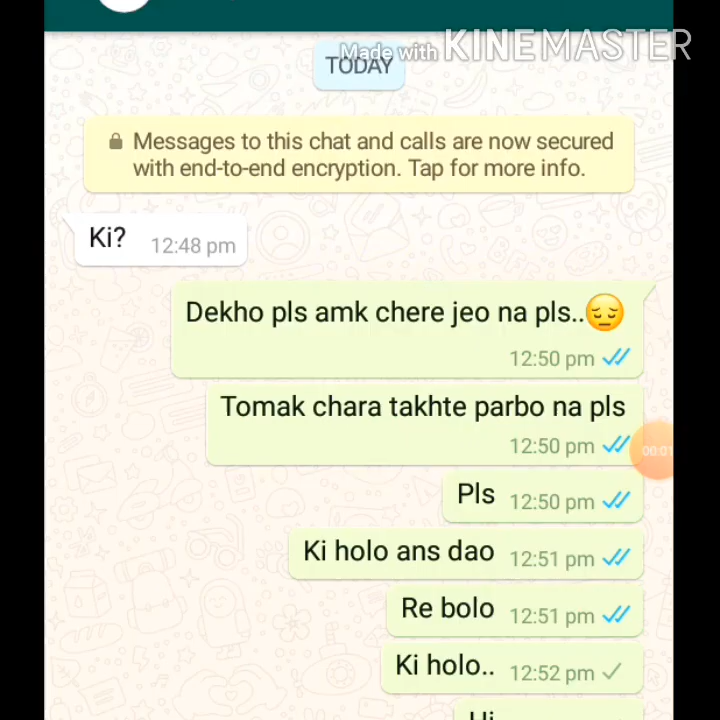 Made with KINEMASTER
TODAY
Messages to this chat and calls are now secured
with end-to-end encryption. Tap for more info.
Ki? 12:48 pm
Dekho pls amk chere jeo na pls..😔
12:50 pm
Tomak chara takhte parbo na pls
12:50 pm
00:01
Pls 12:50 pm
Ki holo ans dao 12:51 pm
Re bolo 12:51 pm
Ki holo.. 12:52 pm